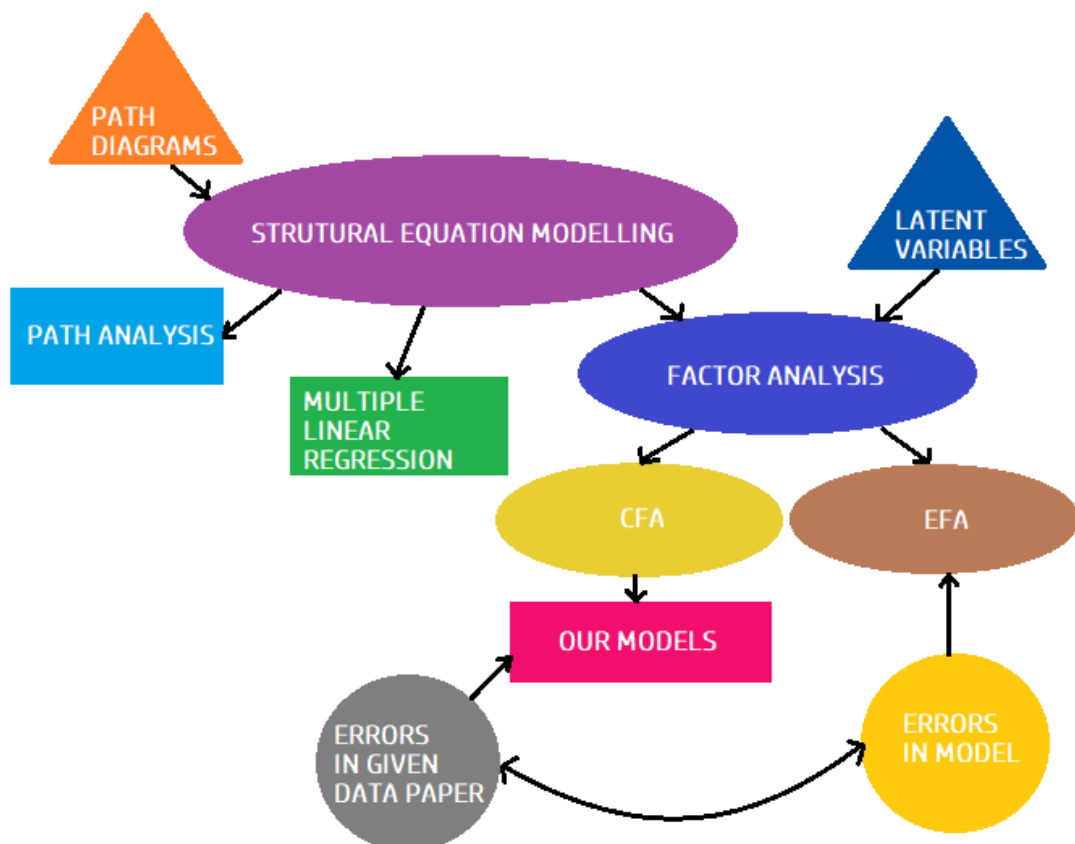 PATH
DIAGRAMS
STRUTURAL EQUATION MODELLING
LATENT
VARIABLES
PATH ANALYSIS
MULTIPLE
LINEAR
REGRESSION
FACTOR ANALYSIS
CFA
EFA
OUR MODELS
ERRORS
IN GIVEN
DATA PAPER
ERRORS
IN MODEL